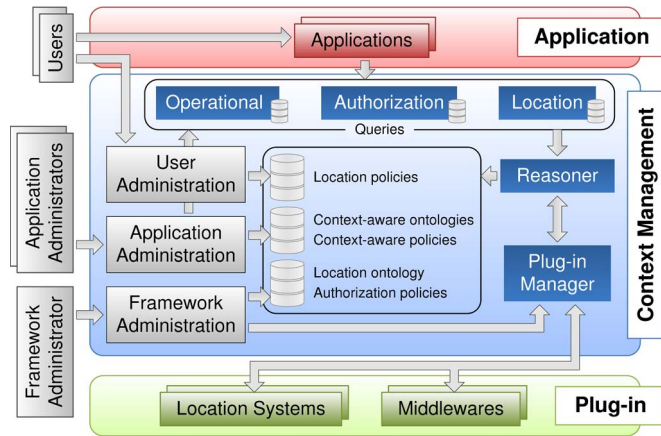 Users
Applications
Application
Operational
Authorization
Location
Queries
User
Administration
Location policies
Reasoner
Context Management
Application
Administrators
Application
Administration
Context-aware ontologies
Context-aware policies
Plug-in
Manager
Location ontology
Authorization policies
Framework
Administrator
Framework
Administration
Location Systems
Middlewares
Plug-in